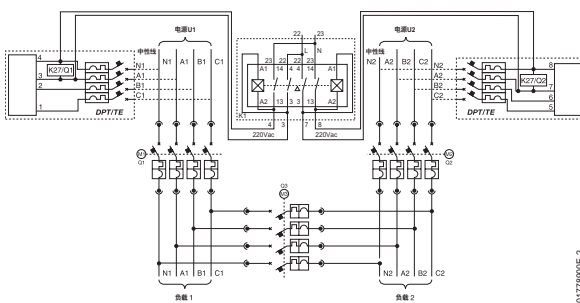 电源U1
22 23
电源U2
中性线
L N
中性线
4
K27/Q1
3
2
1
N1 A1 B1 C1
N1
A1
B1
C1
DPT/TE
23 22 22 23
A1 14 4 4 14 A1
A2 13 3 3 13 A2
K1
4 3 7 8
220Vac 220Vac
N2 A2 B2 C2
N2
A2
B2
C2
DPT/TE
8
K27/U2
7
6
5
M1
Q1
M2
Q2
Q3
M3
N1 A1 B1 C1
N2 A2 B2 C2
负载 1
负载 2